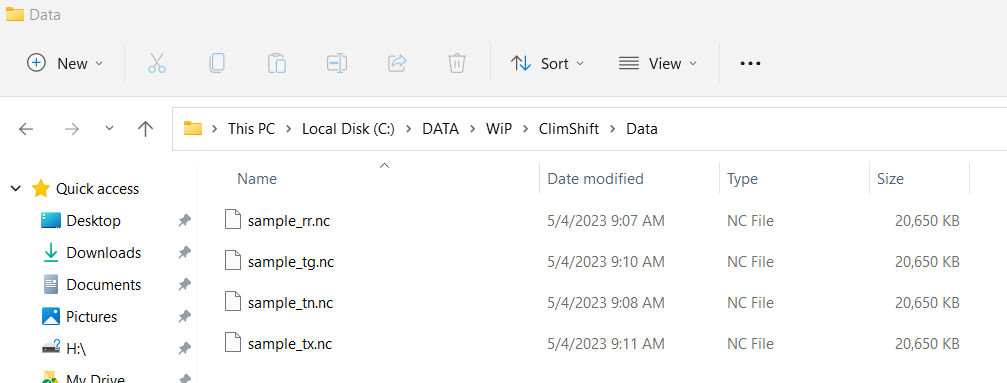 Data
New Sort View
This PC Local Disk (C:) DATA WiP ClimShift Data
Name Date modified Type Size
Quick access
Desktop
Downloads
Documents
Pictures
H:\
My Drive
sample_rr.nc 5/4/2023 9:07 AM NC File 20,650 KB
sample_tg.nc 5/4/2023 9:10 AM NC File 20,650 KB
sample_tn.nc 5/4/2023 9:08 AM NC File 20,650 KB
sample_tx.nc 5/4/2023 9:11 AM NC File 20,650 KB